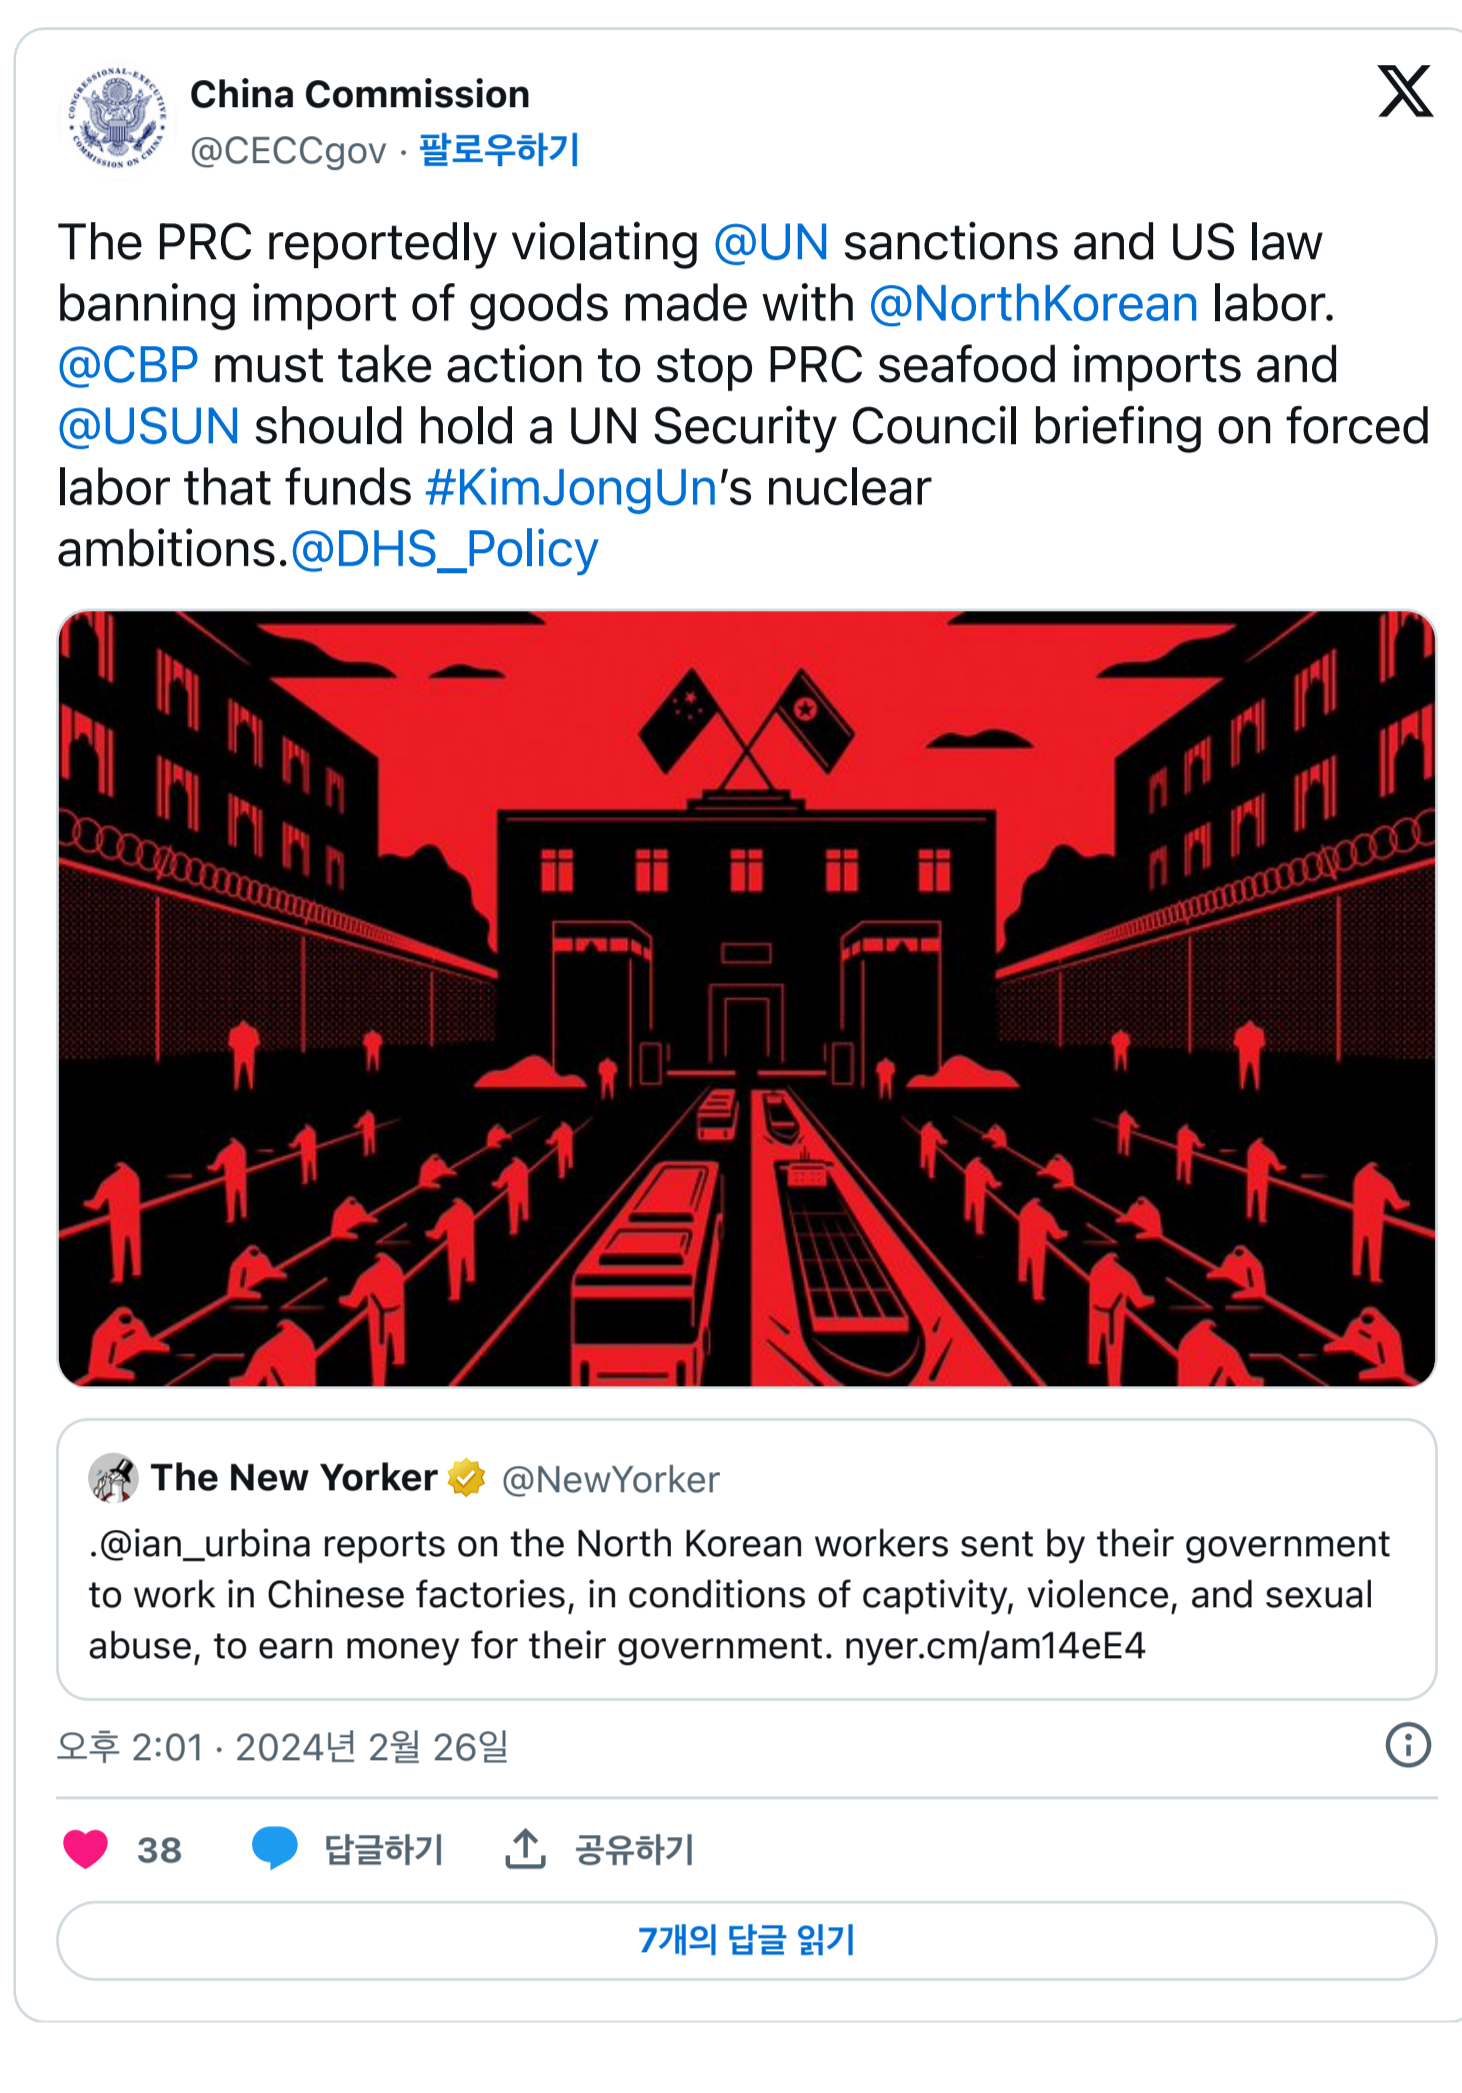 CONGRESSIONAL-EXECUTIVE COMMISSION ON CHINA
China Commission
@CECCgov · 팔로우하기
The PRC reportedly violating @UN sanctions and US law
banning import of goods made with @NorthKorean labor.
@CBP must take action to stop PRC seafood imports and
@USUN should hold a UN Security Council briefing on forced
labor that funds #KimJongUn’s nuclear
ambitions.@DHS_Policy
The New Yorker @NewYorker
.@ian_urbina reports on the North Korean workers sent by their government
to work in Chinese factories, in conditions of captivity, violence, and sexual
abuse, to earn money for their government. nyer.cm/am14eE4
오후 2:01 · 2024년 2월 26일
38 답글하기 공유하기
7개의 답글 읽기